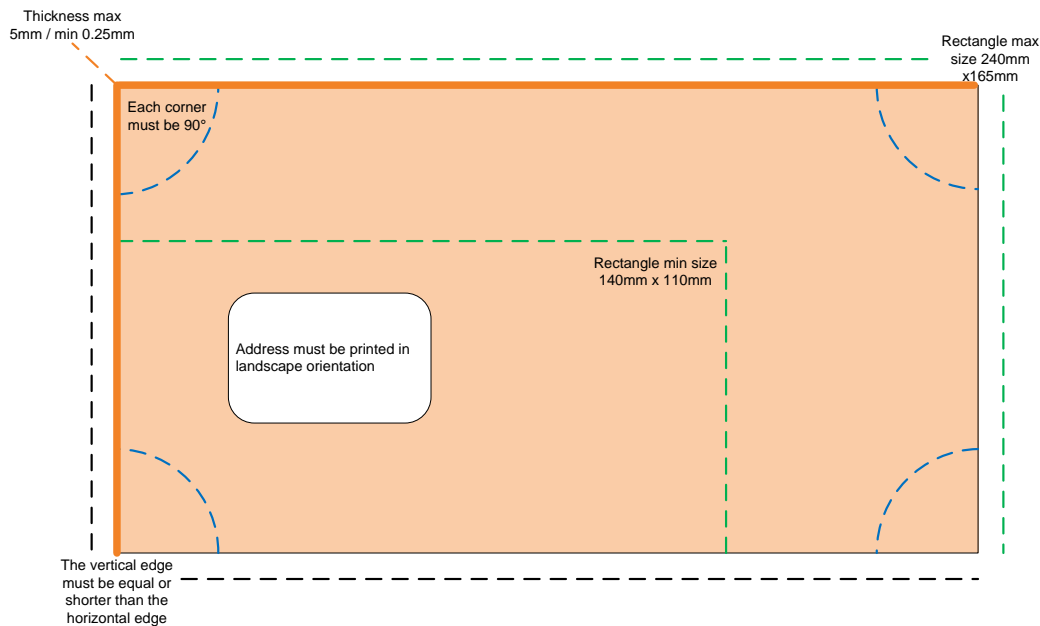 Thickness max
5mm / min 0.25mm
Rectangle max
size 240mm
x165mm
Each corner
must be 90°
Rectangle min size
140mm x 110mm
Address must be printed in
landscape orientation
The vertical edge
must be equal or
shorter than the
horizontal edge